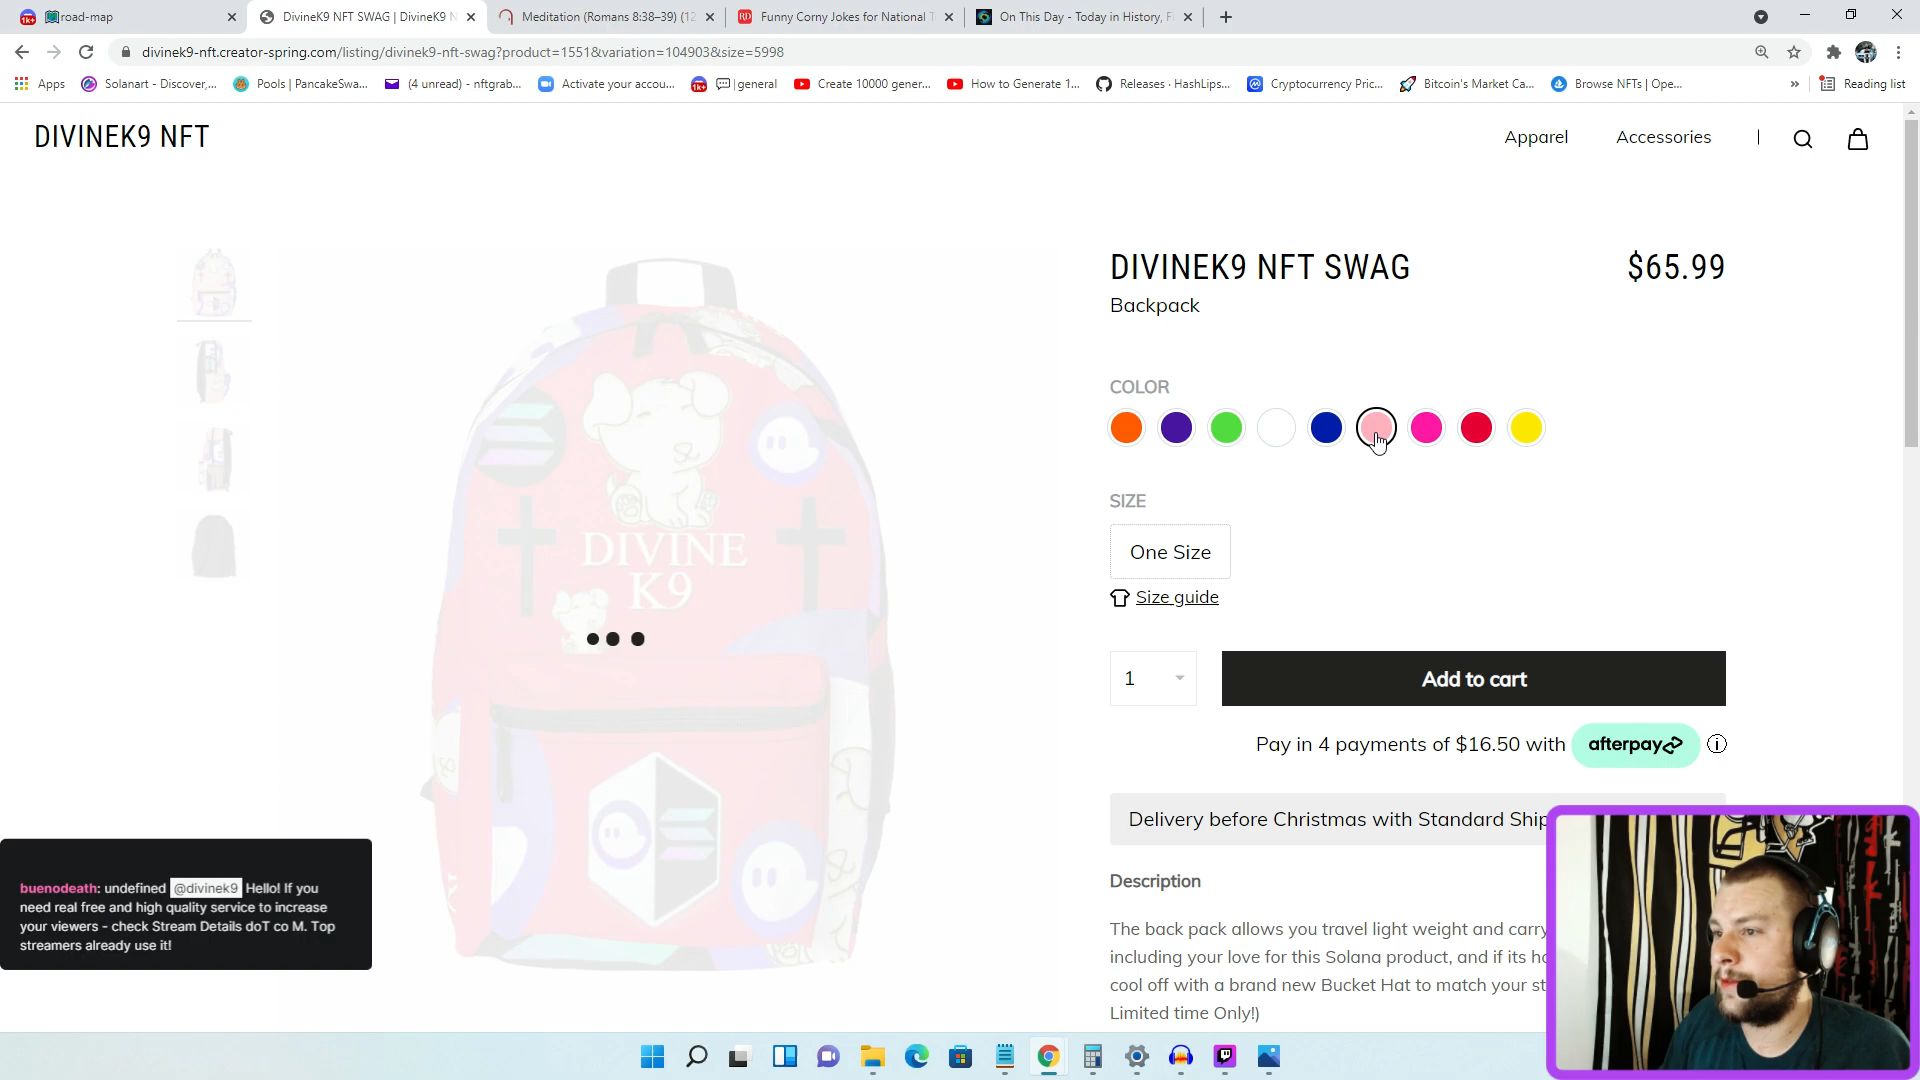 road-map
DivineK9 NFT SWAG | DivineK9 N
Meditation (Romans 8:38–39) (12
Funny Corny Jokes for National T
On This Day - Today in History, F
divinek9-nft.creator-spring.com/listing/divinek9-nft-swag?product=1551&variation=104903&size=5998
Apps
Solanart - Discover,...
Pools | PancakeSwa...
(4 unread) - nftgrab...
Activate your accou...
|general
Create 10000 gener...
How to Generate 1...
Releases · HashLips...
Cryptocurrency Pric...
Bitcoin's Market Ca...
Browse NFTs | Ope...
»
Reading list
DIVINEK9 NFT
Apparel
Accessories
DIVINEK9 NFT SWAG
$65.99
Backpack
COLOR
SIZE
One Size
Size guide
1
Add to cart
Pay in 4 payments of $16.50 with
afterpay
Delivery before Christmas with Standard Ship
Description
The back pack allows you travel light weight and carry
including your love for this Solana product, and if its ho
cool off with a brand new Bucket Hat to match your st
Limited time Only!)
DIVINE
K9
buenodeath: undefined @divinek9 Hello! If you
need real free and high quality service to increase
your viewers - check Stream Details doT co M. Top
streamers already use it!